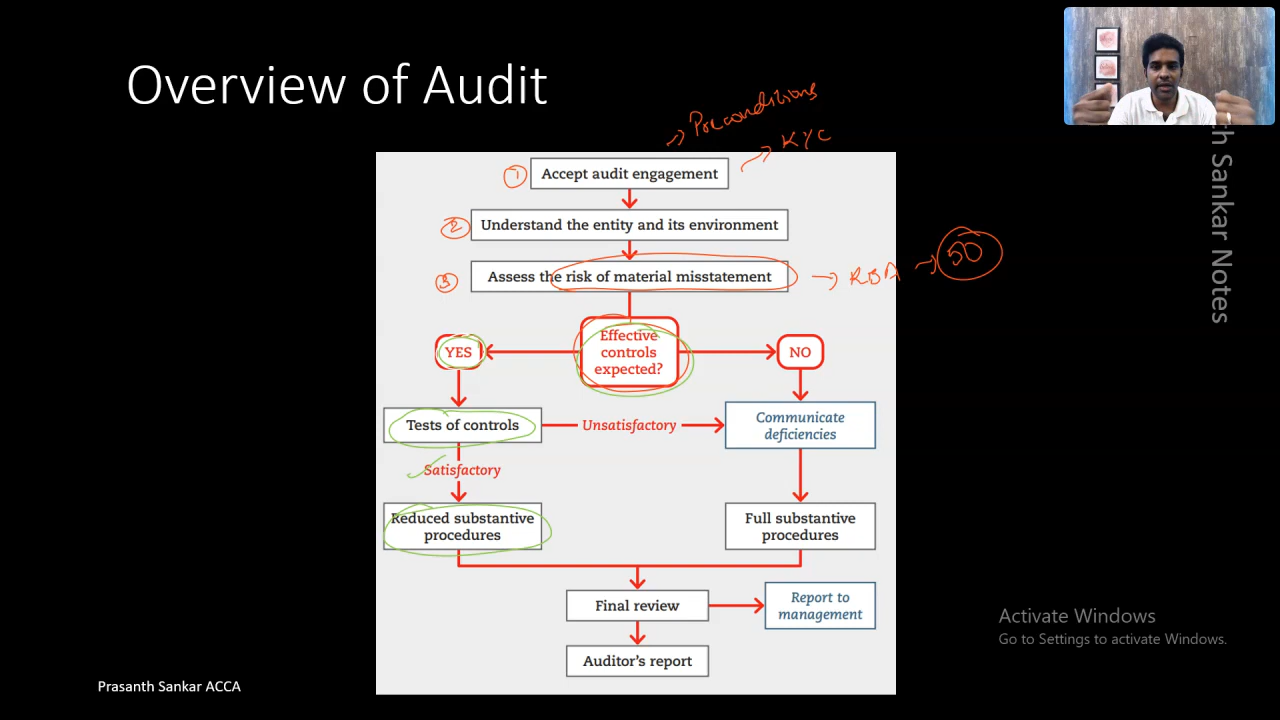 Overview of Audit
→ Preconditions
→ KYC
1 Accept audit engagement
2 Understand the entity and its environment
3 Assess the risk of material misstatement → RBA → 50
Effective
controls
expected?
YES
NO
Tests of controls
Unsatisfactory
Communicate
deficiencies
Satisfactory
Reduced substantive
procedures
Full substantive
procedures
Final review
Report to
management
Auditor's report
h Sankar Notes
Activate Windows
Go to Settings to activate Windows.
Prasanth Sankar ACCA